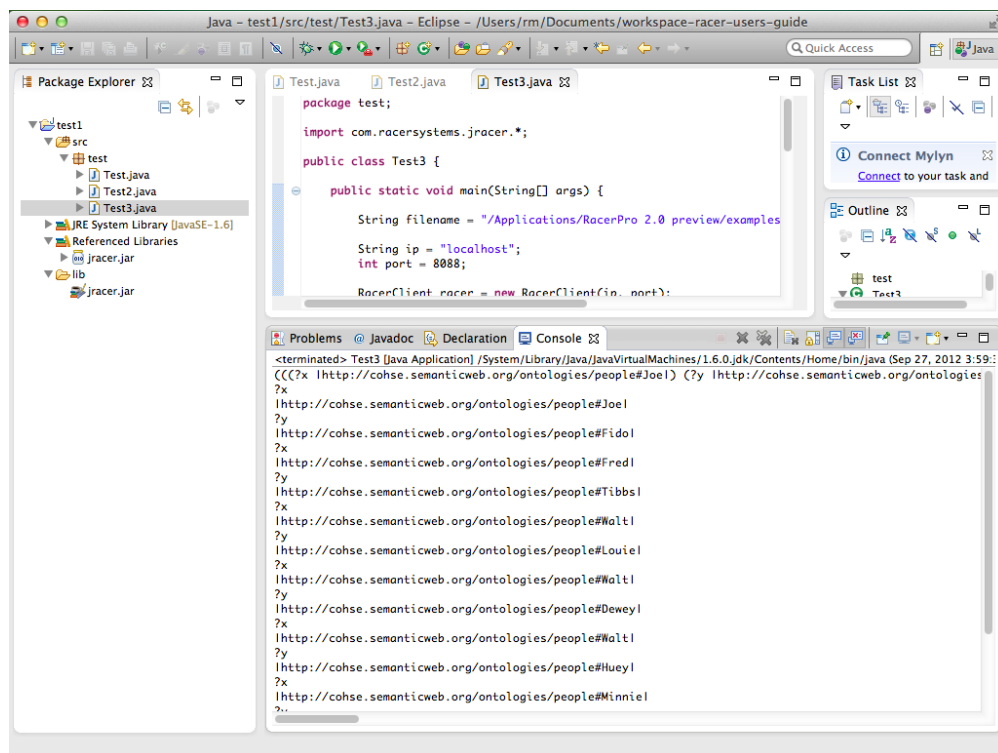 Java – test1/src/test/Test3.java – Eclipse – /Users/rm/Documents/workspace-racer-users-guide
Quick Access
Java
Package Explorer
test1
src
test
Test.java
Test2.java
Test3.java
JRE System Library [JavaSE-1.6]
Referenced Libraries
jracer.jar
lib
jracer.jar
Test.java Test2.java Test3.java
package test;
import com.racersystems.jracer.*;
public class Test3 {
public static void main(String[] args) {
String filename = "/Applications/RacerPro 2.0 preview/examples
String ip = "localhost";
int port = 8088;
RacerClient racer = new RacerClient(ip, port);
Task List
Connect Mylyn
Connect to your task and
Outline
test
Test3
Problems @ Javadoc Declaration Console
<terminated> Test3 [Java Application] /System/Library/Java/JavaVirtualMachines/1.6.0.jdk/Contents/Home/bin/java (Sep 27, 2012 3:59:
(((?x |http://cohse.semanticweb.org/ontologies/people#Joe|) (?y |http://cohse.semanticweb.org/ontologies
?x
|http://cohse.semanticweb.org/ontologies/people#Joe|
?y
|http://cohse.semanticweb.org/ontologies/people#Fido|
?x
|http://cohse.semanticweb.org/ontologies/people#Fred|
?y
|http://cohse.semanticweb.org/ontologies/people#Tibbs|
?x
|http://cohse.semanticweb.org/ontologies/people#Walt|
?y
|http://cohse.semanticweb.org/ontologies/people#Louie|
?x
|http://cohse.semanticweb.org/ontologies/people#Walt|
?y
|http://cohse.semanticweb.org/ontologies/people#Dewey|
?x
|http://cohse.semanticweb.org/ontologies/people#Walt|
?y
|http://cohse.semanticweb.org/ontologies/people#Huey|
?x
|http://cohse.semanticweb.org/ontologies/people#Minnie|
?y